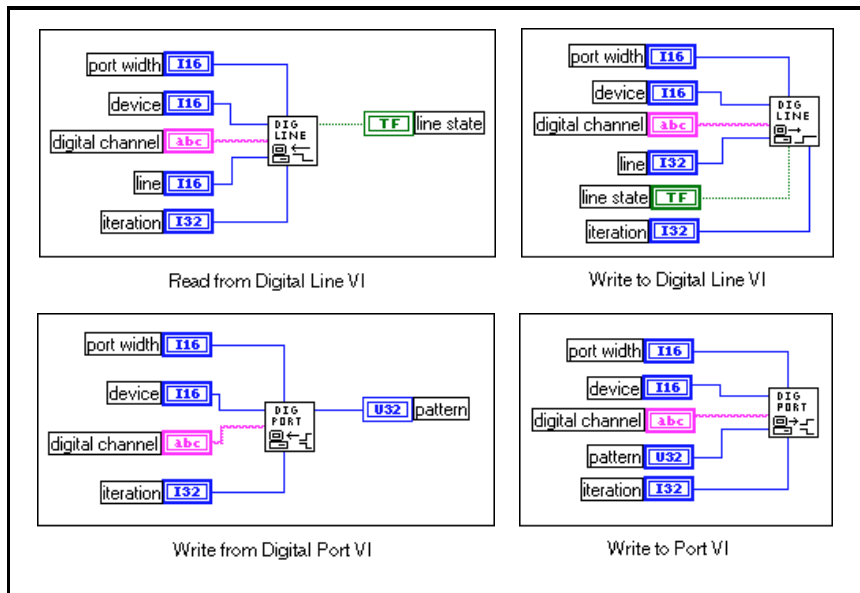 port width I16
device I16
digital channel abc
line I16
iteration I32
DIG
LINE
TF line state
Read from Digital Line VI
port width I16
device I16
digital channel abc
line I32
line state TF
iteration I32
DIG
LINE
Write to Digital Line VI
port width I16
device I16
digital channel abc
iteration I32
DIG
PORT
U32 pattern
Write from Digital Port VI
port width I16
device I16
digital channel abc
pattern U32
iteration I32
DIG
PORT
Write to Port VI